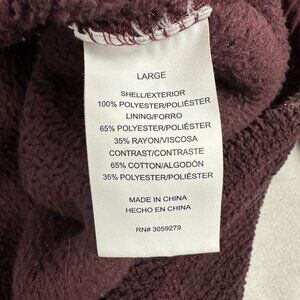 LARGE
SHELL/EXTERIOR
100% POLYESTER/POLIÉSTER
LINING/FORRO
65% POLYESTER/POLIÉSTER
35% RAYON/VISCOSA
CONTRAST/CONTRASTE
65% COTTON/ALGODÓN
35% POLYESTER/POLIÉSTER
MADE IN CHINA
HECHO EN CHINA
RN# 3059279